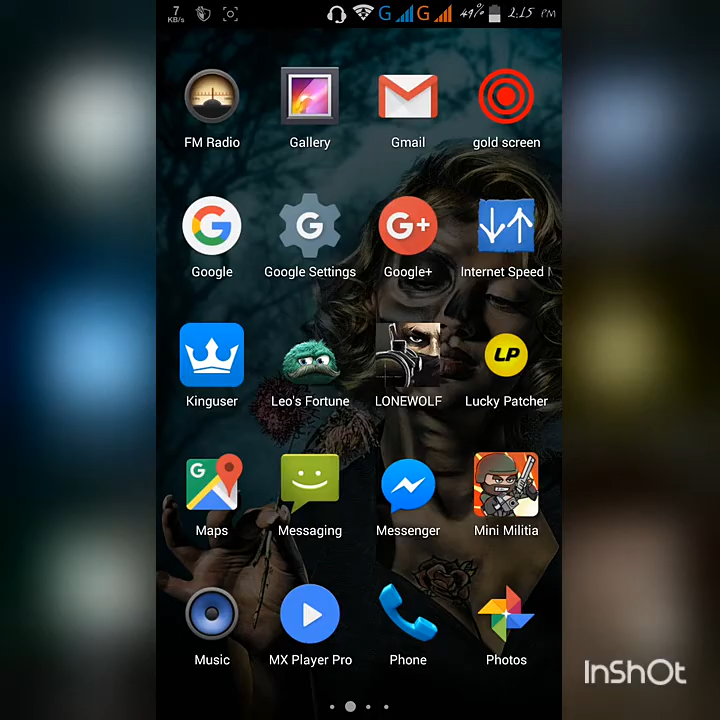 7
KB/s
G G 49% 2:15 PM
FM Radio Gallery Gmail gold screen
G G G+
Google Google Settings Google+ Internet Speed
LP
Kinguser Leo's Fortune LONEWOLF Lucky Patcher
G
Maps Messaging Messenger Mini Militia
Music MX Player Pro Phone Photos
InShOt